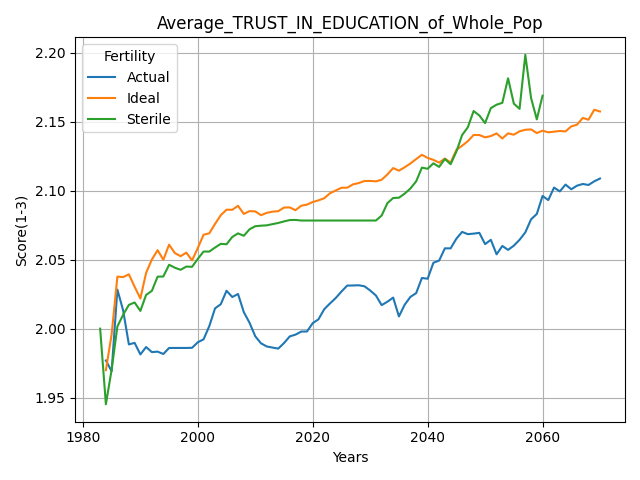 Average_TRUST_IN_EDUCATION_of_Whole_Pop
Fertility
Actual
Ideal
Sterile
Score(1-3)
2.20
2.15
2.10
2.05
2.00
1.95
1980
2000
2020
2040
2060
Years